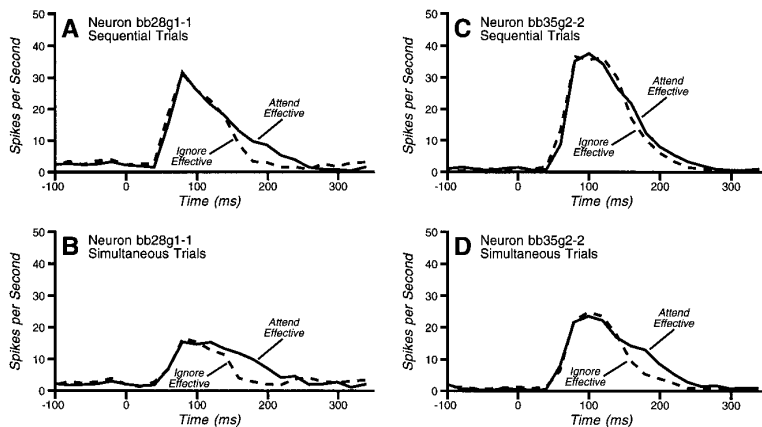 A
Neuron bb28g1-1
Sequential Trials
Spikes per Second
50
40
30
20
10
0
Attend
Effective
Ignore
Effective
-100
0
100
200
300
Time (ms)
C
Neuron bb35g2-2
Sequential Trials
Spikes per Second
50
40
30
20
10
0
Attend
Effective
Ignore
Effective
-100
0
100
200
300
Time (ms)
B
Neuron bb28g1-1
Simultaneous Trials
Spikes per Second
50
40
30
20
10
0
Attend
Effective
Ignore
Effective
-100
0
100
200
300
Time (ms)
D
Neuron bb35g2-2
Simultaneous Trials
Spikes per Second
50
40
30
20
10
0
Attend
Effective
Ignore
Effective
-100
0
100
200
300
Time (ms)